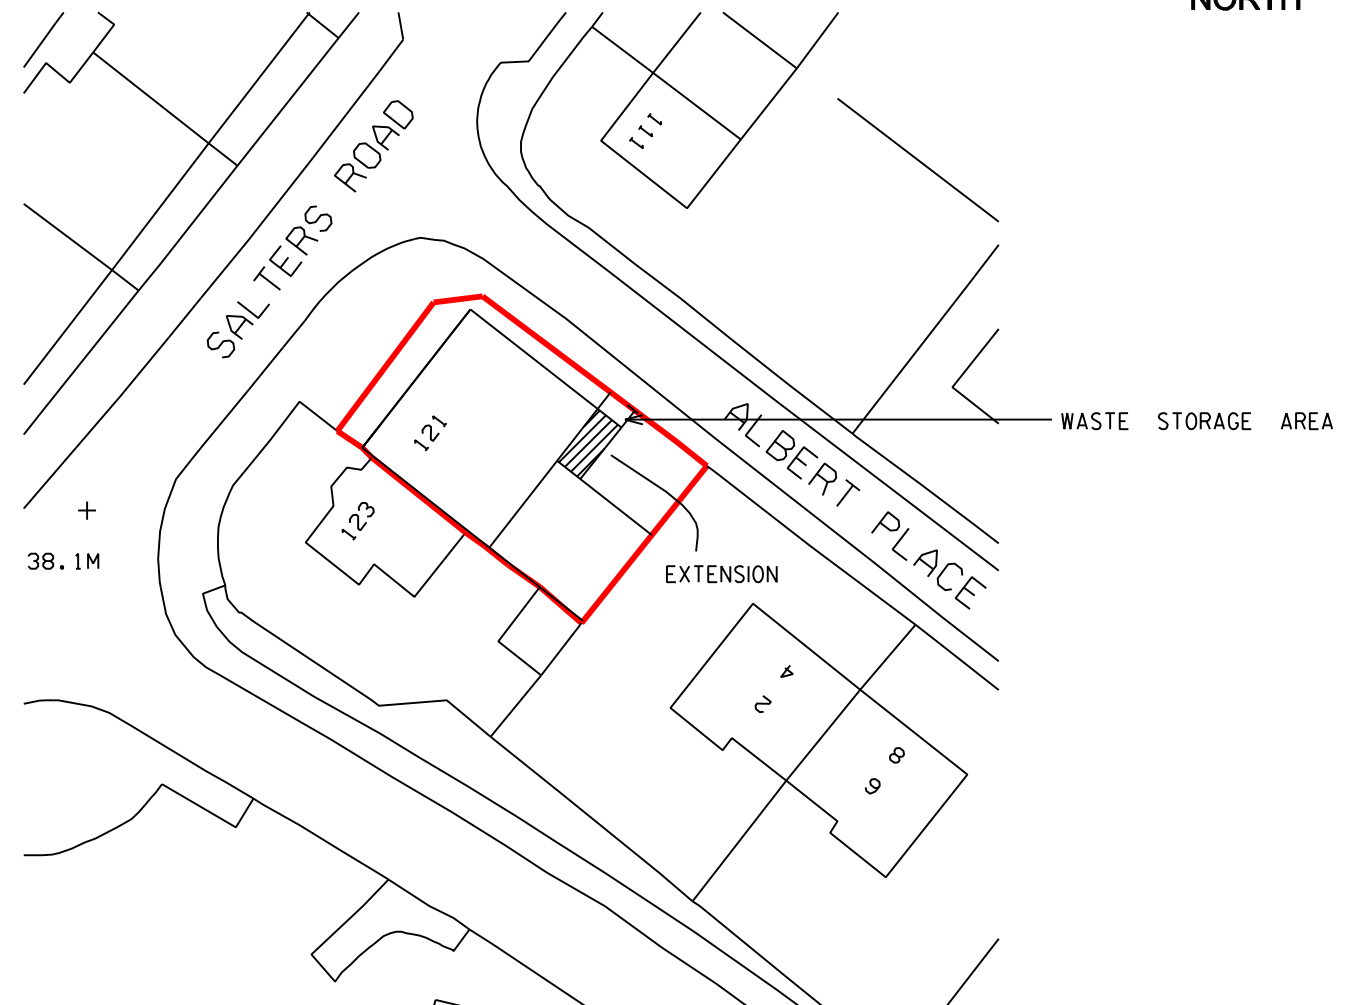 NORTH
111
SALTERS ROAD
121
WASTE STORAGE AREA
ALBERT PLACE
123
38.1M
EXTENSION
4
2
8
6